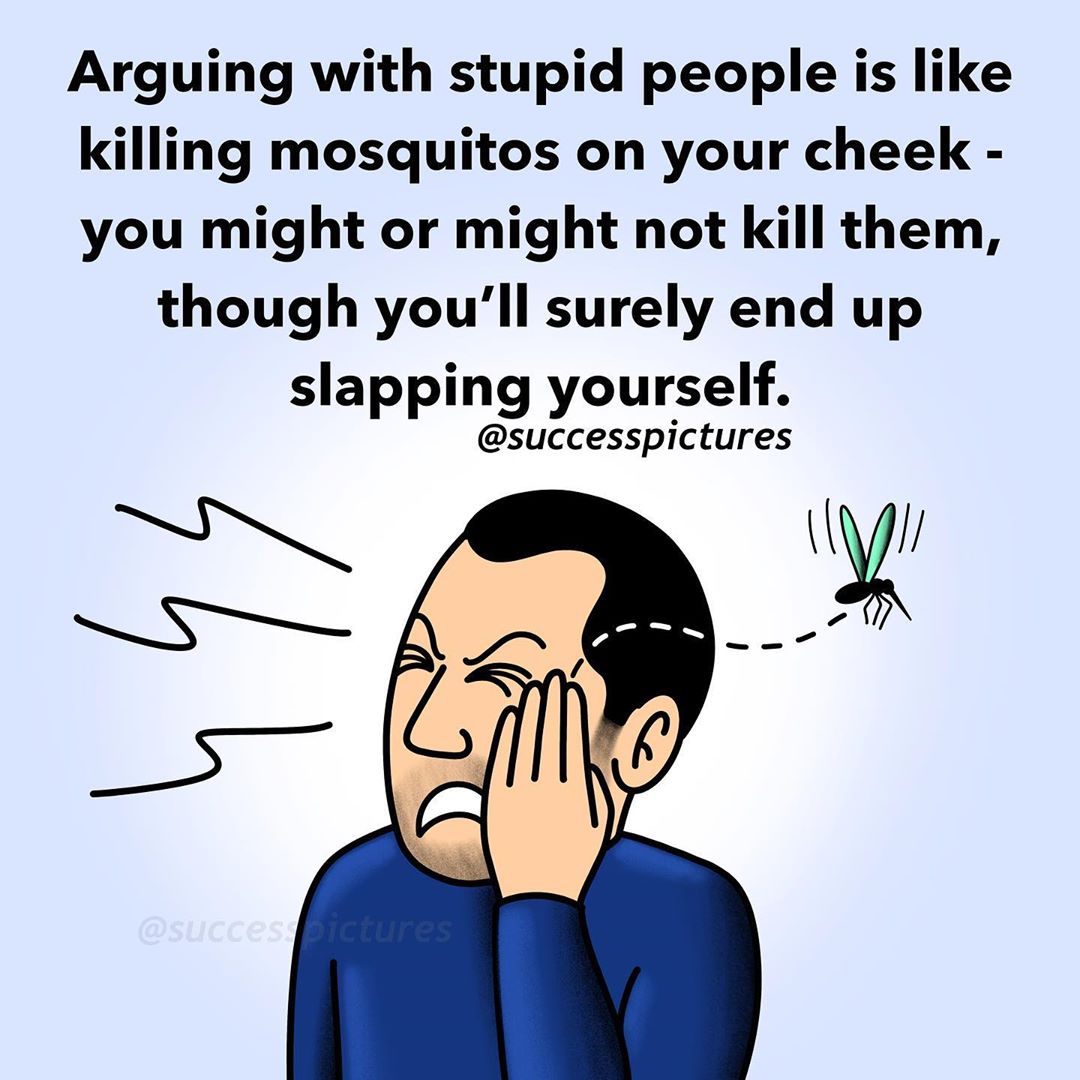 Arguing with stupid people is like
killing mosquitos on your cheek -
you might or might not kill them,
though you’ll surely end up
slapping yourself.
@successpictures
@successpictures